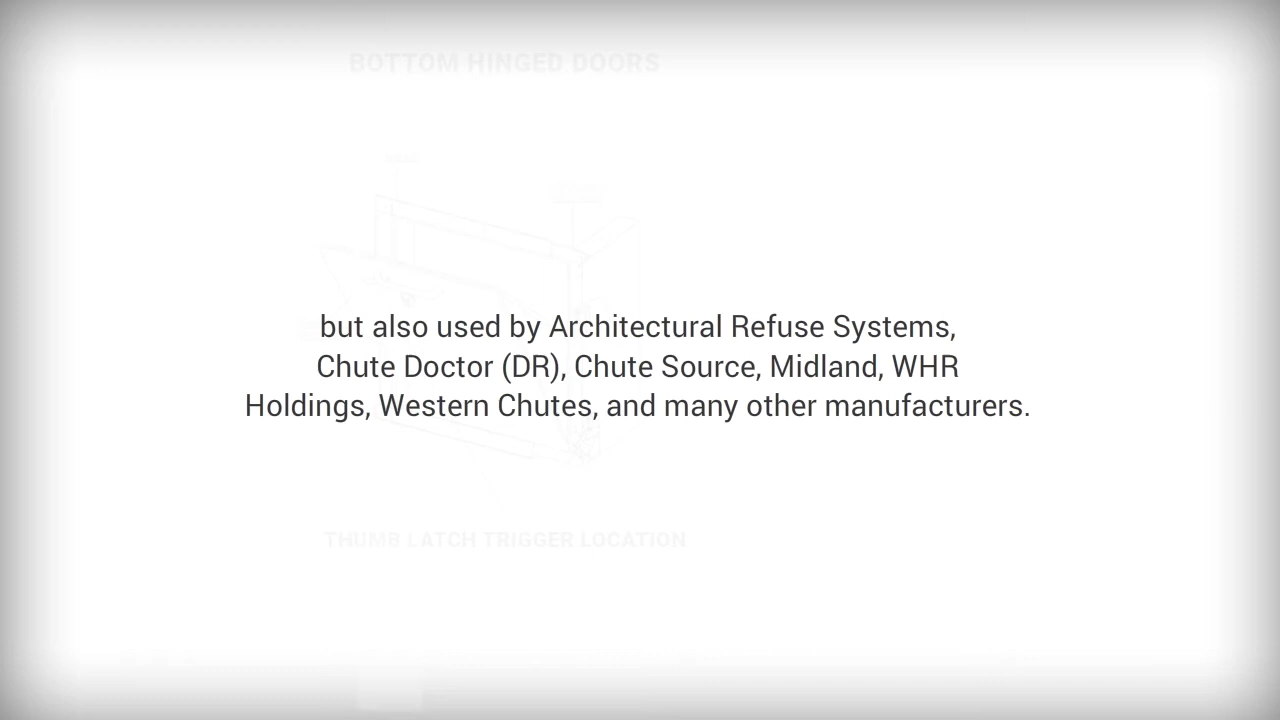 BOTTOM HINGED DOORS
but also used by Architectural Refuse Systems,
Chute Doctor (DR), Chute Source, Midland, WHR
Holdings, Western Chutes, and many other manufacturers.
THUMB LATCH TRIGGER LOCATION